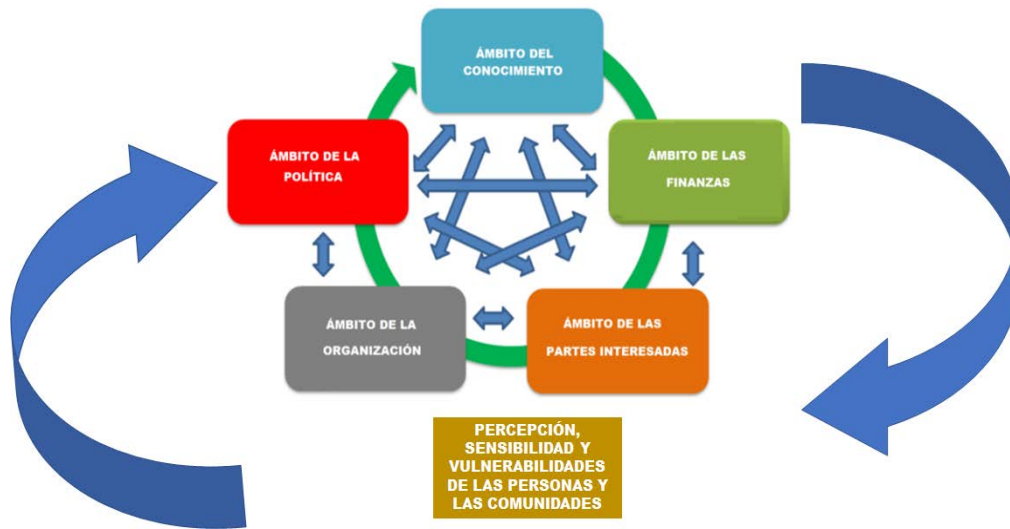 ÁMBITO DEL
CONOCIMIENTO
ÁMBITO DE LA
POLÍTICA
ÁMBITO DE LAS
FINANZAS
ÁMBITO DE LA
ORGANIZACIÓN
ÁMBITO DE LAS
PARTES INTERESADAS
PERCEPCIÓN,
SENSIBILIDAD Y
VULNERABILIDADES
DE LAS PERSONAS Y
LAS COMUNIDADES